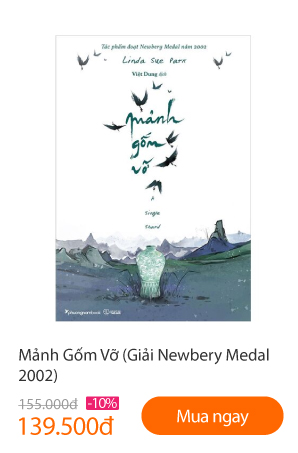 Tác phẩm đoạt Newbery Medal năm 2002
Linda Sue Park
Việt Dung dịch
mảnh
gốm
vỡ
A
Single
Shard
phuongnambook
Mảnh Gốm Vỡ (Giải Newbery Medal
2002)
155.000đ -10%
139.500đ
Mua ngay